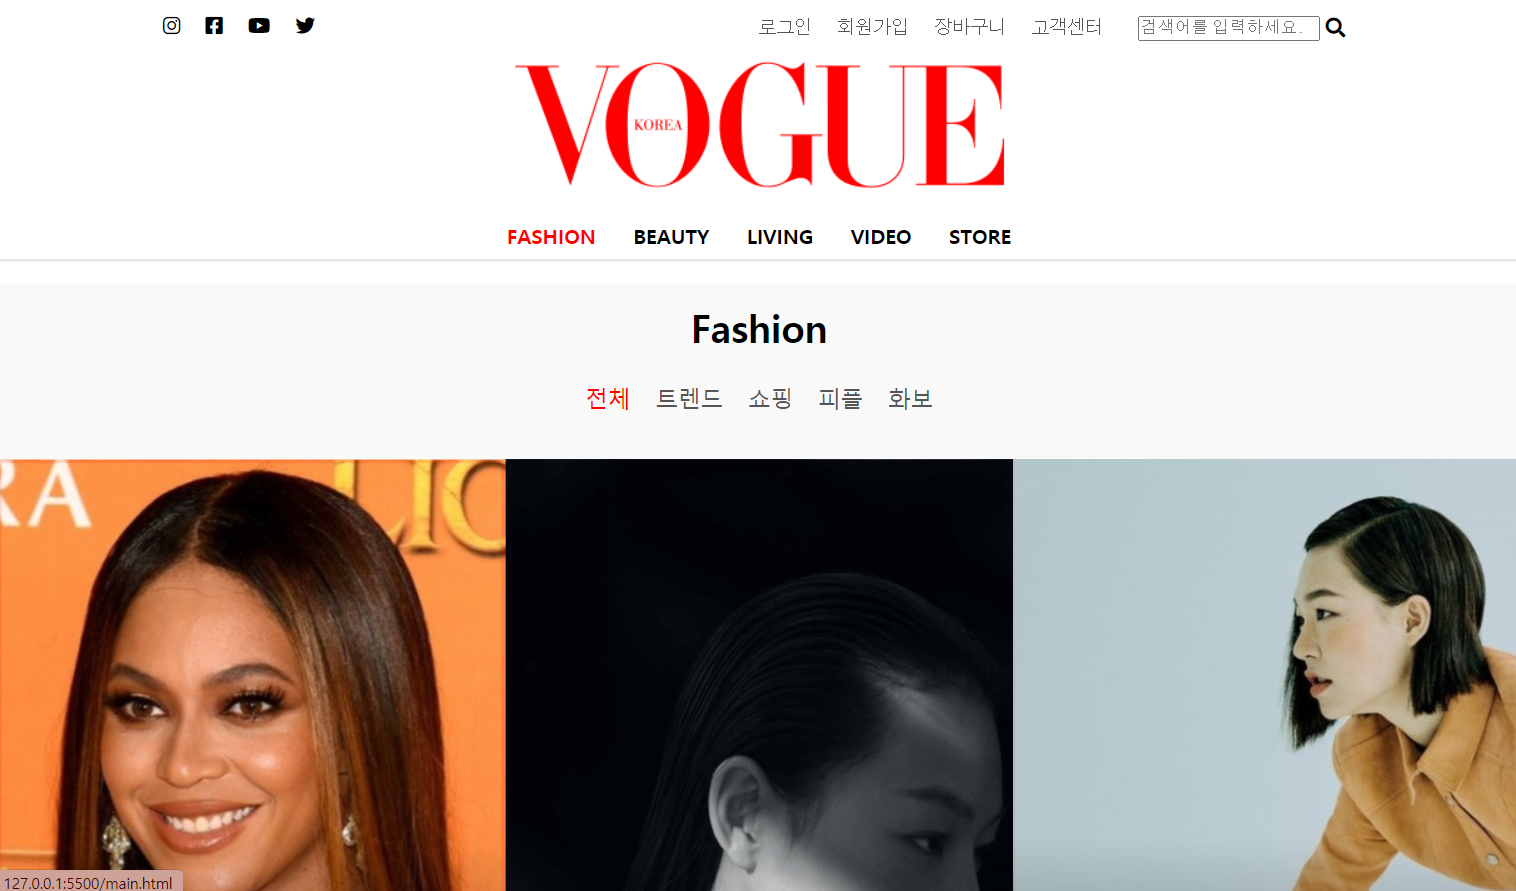 로그인 회원가입 장바구니 고객센터 검색어를 입력하세요.
VOGUE
KOREA
FASHION BEAUTY LIVING VIDEO STORE
Fashion
전체 트렌드 쇼핑 피플 화보
RA
LIO
127.0.0.1:5500/main.html